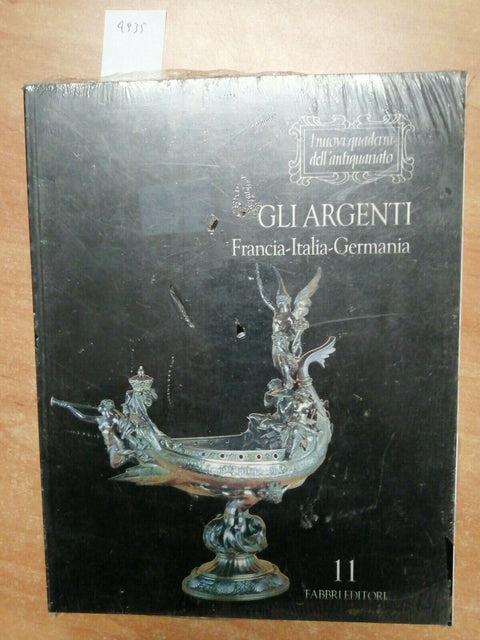 4935
I nuovi quaderni
dell'antiquariato
GLI ARGENTI
Francia-Italia-Germania
11
FABBRI EDITORI